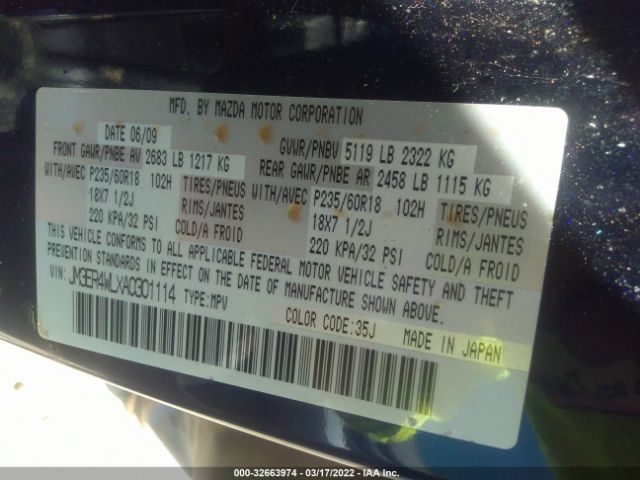 MFD. BY MAZDA MOTOR CORPORATION
DATE 06/09
GVWR/PNBV 5119 LB 2322 KG
FRONT GAWR/PNBE AV 2683 LB 1217 KG
REAR GAWR/PNBE AR 2458 LB 1115 KG
WITH/AVEC P235/60R18 102H TIRES/PNEUS
18X7 1/2J RIMS/JANTES
220 KPA/32 PSI COLD/A FROID
WITH/AVEC P235/60R18 102H TIRES/PNEUS
18X7 1/2J RIMS/JANTES
220 KPA/32 PSI COLD/A FROID
THIS VEHICLE CONFORMS TO ALL APPLICABLE FEDERAL MOTOR VEHICLE SAFETY AND THEFT
PREVENTION STANDARDS IN EFFECT ON THE DATE OF MANUFACTURE SHOWN ABOVE.
VIN: JM3ER4WLXA0301114 TYPE:MPV
COLOR CODE:35J MADE IN JAPAN
000-32663974 - 03/17/2022 - IAA Inc.